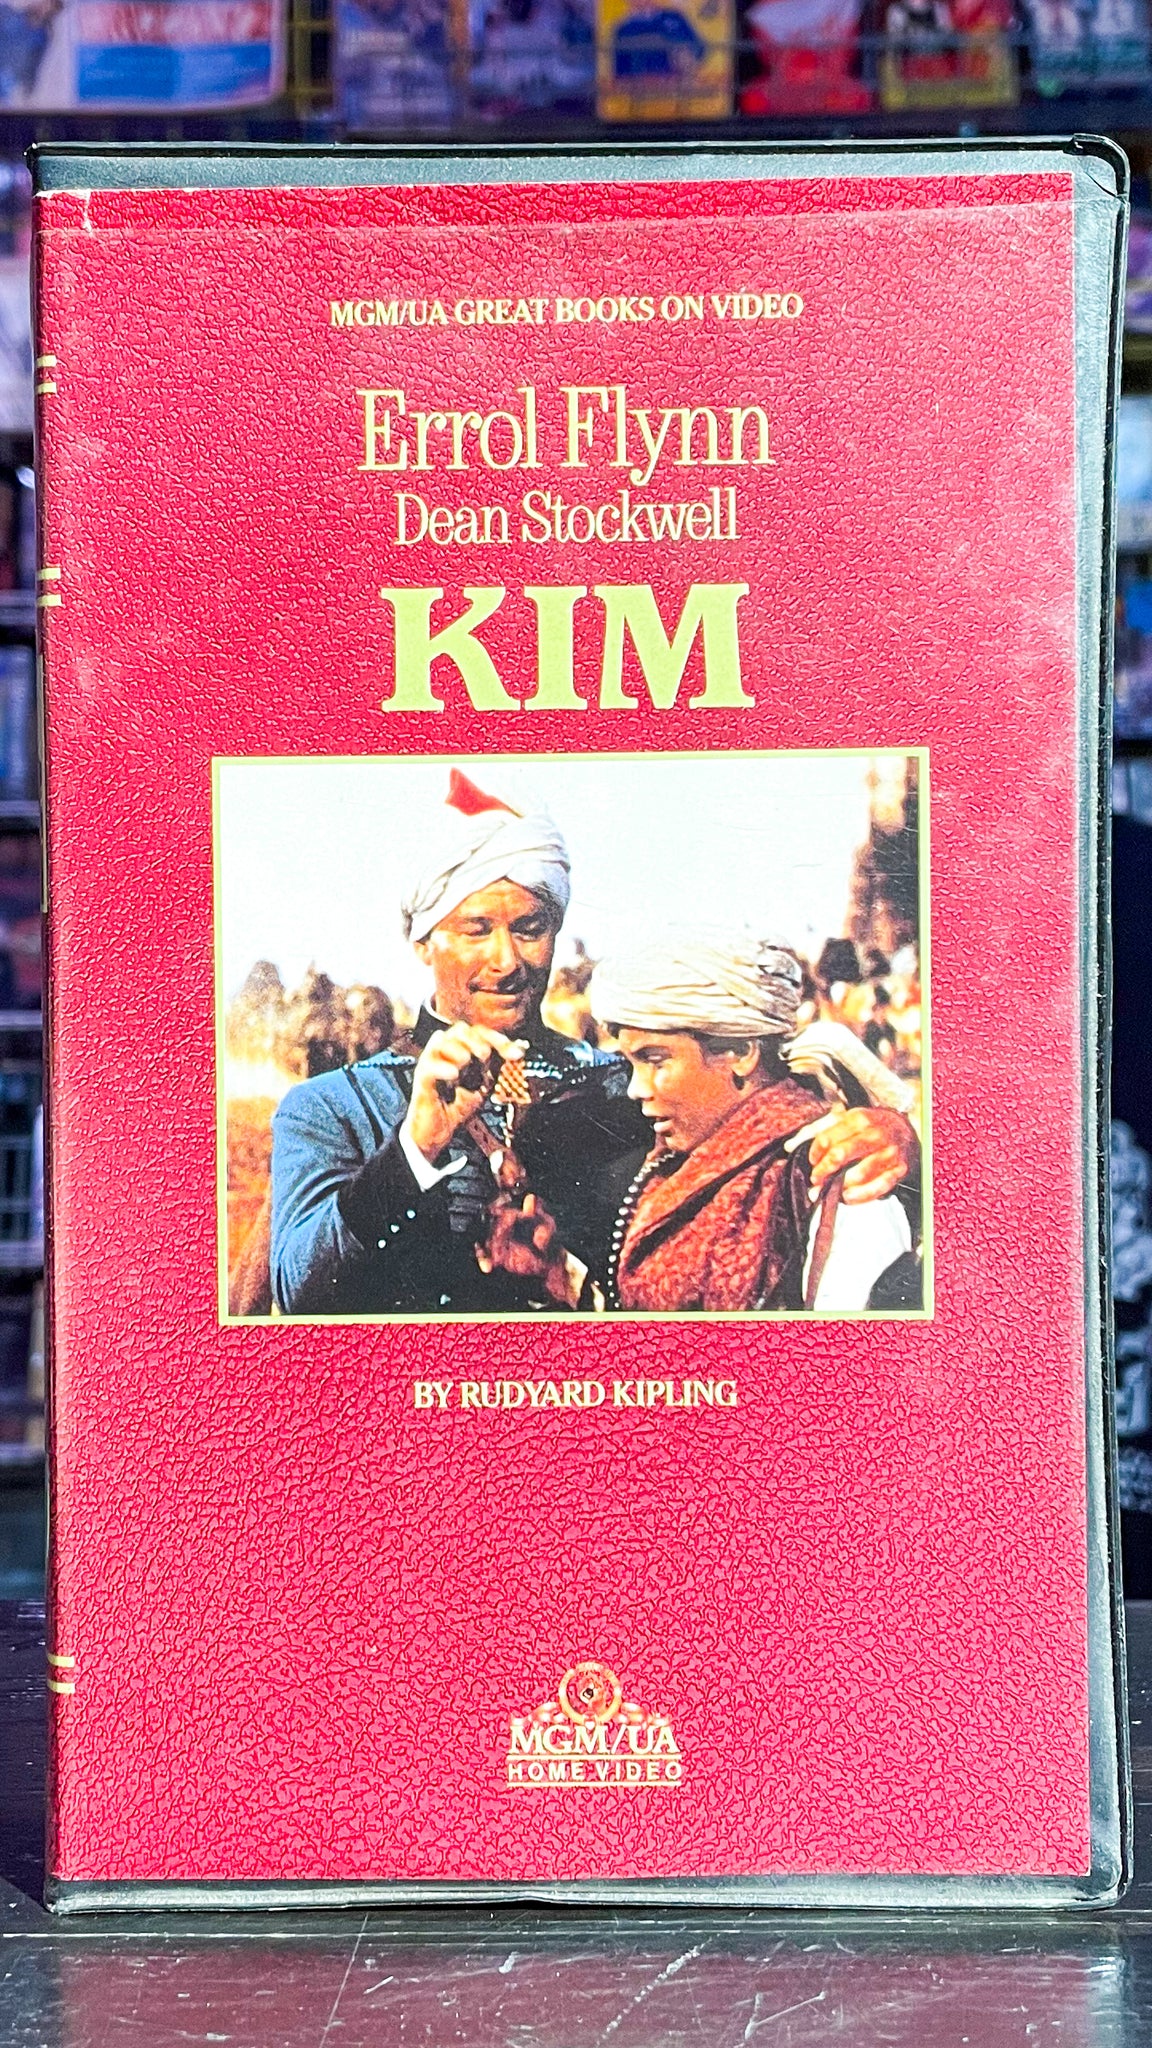 MGM/UA GREAT BOOKS ON VIDEO
Errol Flynn
Dean Stockwell
KIM
BY RUDYARD KIPLING
MGM/UA
HOME VIDEO